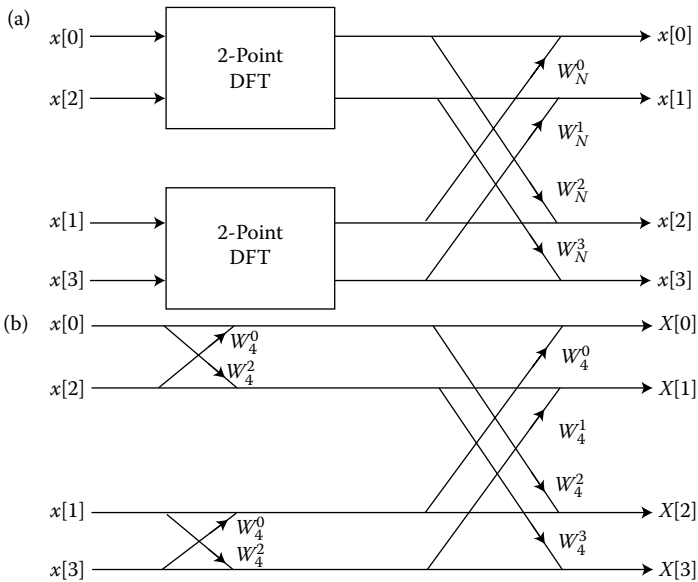 (a)
x[0] 2-Point DFT x[0]
W_N^0
x[2] x[1]
W_N^1
W_N^2
x[1] 2-Point DFT x[2]
W_N^3
x[3] x[3]
(b) x[0] X[0]
W_4^0 W_4^0
W_4^2
x[2] X[1]
W_4^1
W_4^2
x[1] X[2]
W_4^0 W_4^3
W_4^2
x[3] X[3]